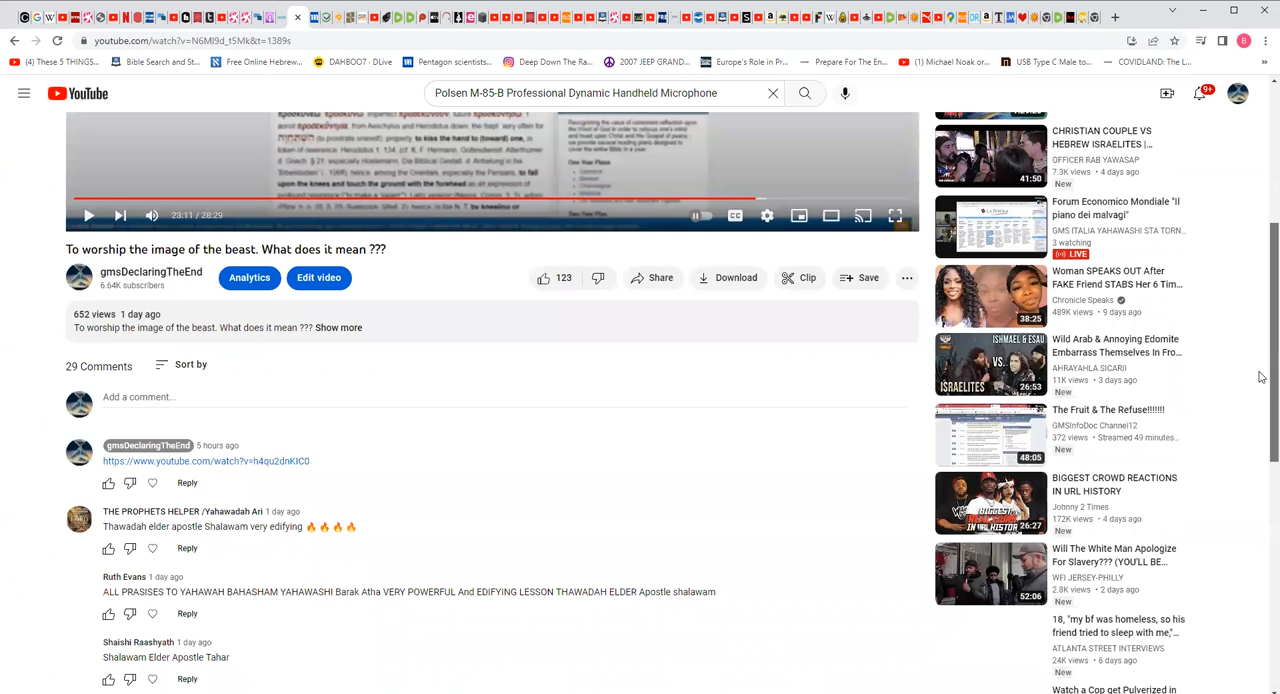 youtube.com/watch?v=N6Ml9d_t5Mk&t=1389s
(4) These 5 THINGS...
Bible Search and St...
Free Online Hebrew...
DAHBOO7 - DLive
Pentagon scientists...
Deep Down The Ra...
2007 JEEP GRAND...
Europe's Role in Pr...
Prepare For The En...
(1) Michael Noak or...
USB Type C Male to...
COVIDLAND: The L...
YouTube
Polsen M-85-B Professional Dynamic Handheld Microphone
9+
23:11 / 28:29
To worship the image of the beast. What does it mean ???
gmsDeclaringTheEnd
6.64K subscribers
Analytics
Edit video
123
Share
Download
Clip
Save
652 views 1 day ago
To worship the image of the beast. What does it mean ??? Show more
29 Comments
Sort by
Add a comment...
gmsDeclaringTheEnd 5 hours ago
https://www.youtube.com/watch?v=h4qu2dnKIC0
Reply
THE PROPHETS HELPER /Yahawadah Ari 1 day ago
Thawadah elder apostle Shalawam very edifying 🔥 🔥 🔥 🔥
Reply
Ruth Evans 1 day ago
ALL PRASISES TO YAHAWAH BAHASHAM YAHAWASHI Barak Atha VERY POWERFUL And EDIFYING LESSON THAWADAH ELDER Apostle shalawam
Reply
Shaishi Raashyath 1 day ago
Shalawam Elder Apostle Tahar
Reply
CHRISTIAN COUPLE VS
HEBREW ISRAELITES |...
OFFICER RAB YAWASAP
7.3K views • 4 days ago
New
41:50
Forum Economico Mondiale "Il
piano dei malvagi"
GMS ITALIA YAHAWASHI STA TORN...
3 watching
LIVE
Woman SPEAKS OUT After
FAKE Friend STABS Her 6 Tim...
Chronicle Speaks
489K views • 9 days ago
38:25
Wild Arab & Annoying Edomite
Embarrass Themselves In Fro...
AHRAYAHLA SICARII
11K views • 3 days ago
New
ISHMAEL & ESAU
VS.
ISRAELITES
26:53
The Fruit & The Refuse!!!!!!!
GMSInfoDoc Channel12
372 views • Streamed 49 minutes...
New
48:05
BIGGEST CROWD REACTIONS
IN URL HISTORY
Johnny 2 Times
172K views • 4 days ago
New
26:27
Will The White Man Apologize
For Slavery??? (YOU'LL BE...
WFI JERSEY-PHILLY
2.8K views • 2 days ago
New
52:06
18, "my bf was homeless, so his
friend tried to sleep with me,"...
ATLANTA STREET INTERVIEWS
24K views • 6 days ago
New
Watch a Cop get Pulverized in